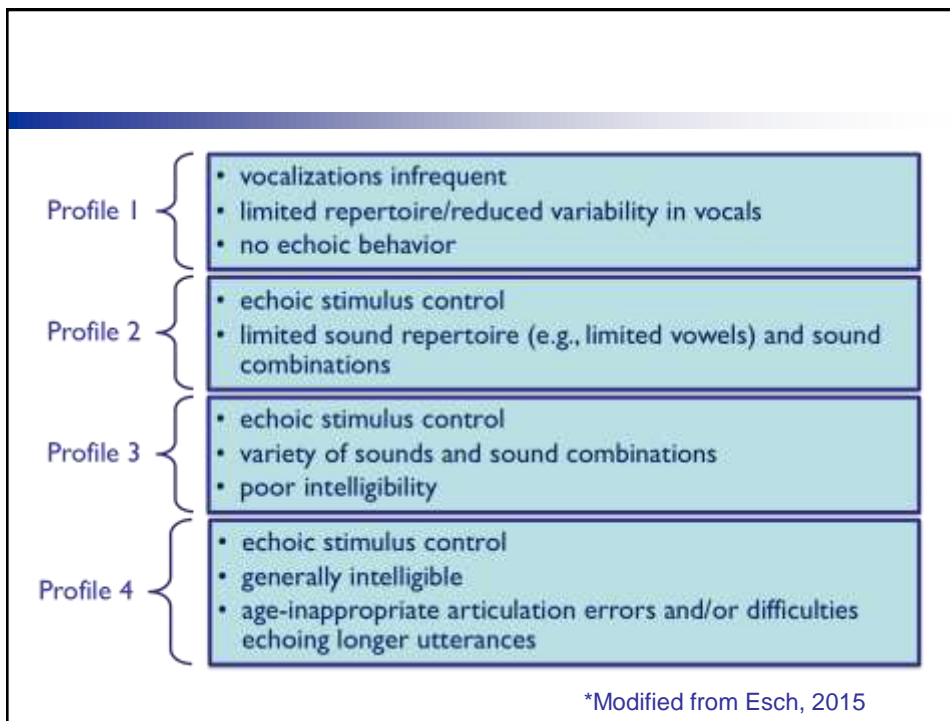 Profile 1
• vocalizations infrequent
• limited repertoire/reduced variability in vocals
• no echoic behavior
Profile 2
• echoic stimulus control
• limited sound repertoire (e.g., limited vowels) and sound
combinations
Profile 3
• echoic stimulus control
• variety of sounds and sound combinations
• poor intelligibility
Profile 4
• echoic stimulus control
• generally intelligible
• age-inappropriate articulation errors and/or difficulties
echoing longer utterances
*Modified from Esch, 2015